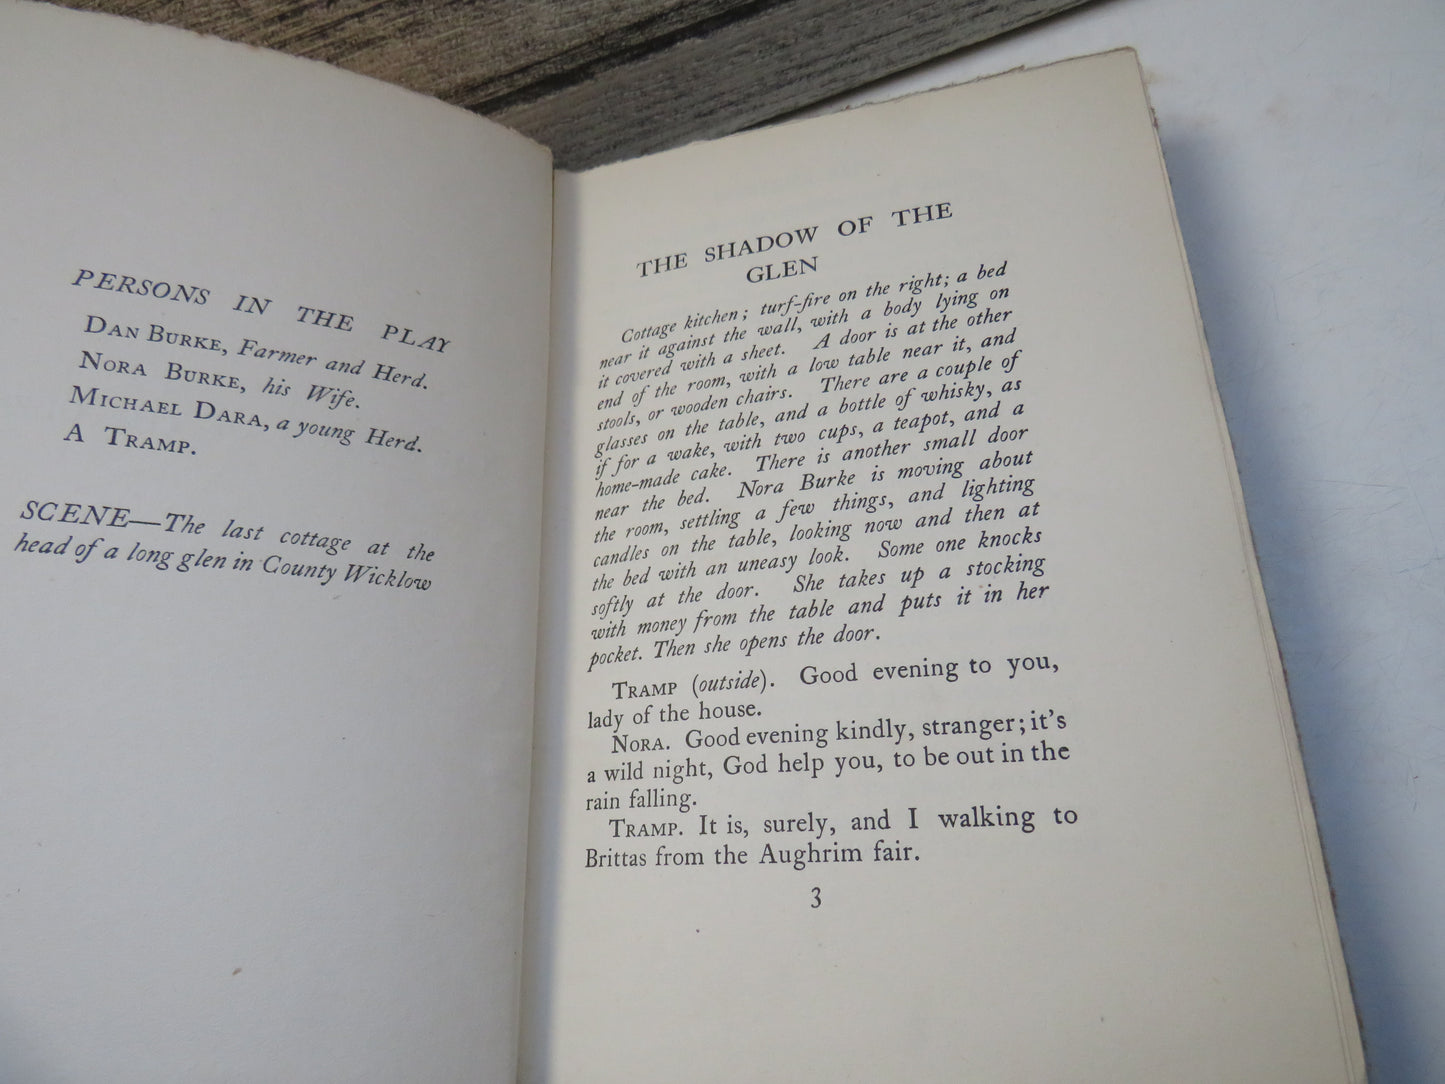 PERSONS IN THE PLAY
DAN BURKE, Farmer and Herd.
NORA BURKE, his Wife.
MICHAEL DARA, a young Herd.
A TRAMP.
SCENE—The last cottage at the
head of a long glen in County Wicklow
THE SHADOW OF THE
GLEN
Cottage kitchen; turf-fire on the right; a bed
near it against the wall, with a body lying on
it covered with a sheet. A door is at the other
end of the room, with a low table near it, and
stools, or wooden chairs. There are a couple of
glasses on the table, and a bottle of whisky, as
if for a wake, with two cups, a teapot, and a
home-made cake. There is another small door
near the bed. Nora Burke is moving about
the room, settling a few things, and lighting
candles on the table, looking now and then at
the bed with an uneasy look. Some one knocks
softly at the door. She takes up a stocking
with money from the table and puts it in her
pocket. Then she opens the door.
TRAMP (outside). Good evening to you,
lady of the house.
NORA. Good evening kindly, stranger; it's
a wild night, God help you, to be out in the
rain falling.
TRAMP. It is, surely, and I walking to
Brittas from the Aughrim fair.
3